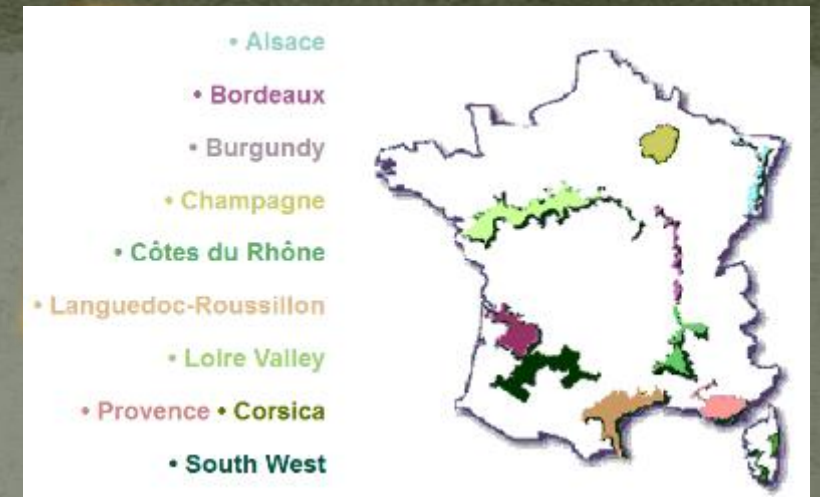 • Alsace
• Bordeaux
• Burgundy
• Champagne
• Côtes du Rhône
• Languedoc-Roussillon
• Loire Valley
• Provence • Corsica
• South West